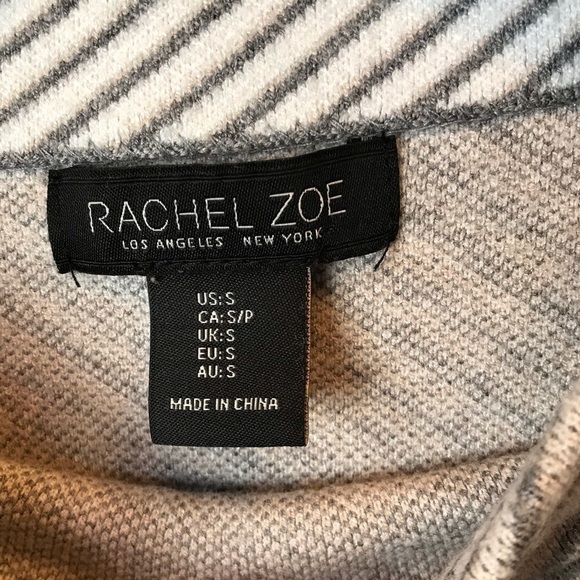 RACHEL ZOE
LOS ANGELES NEW YORK
US: S
CA: S/P
UK: S
EU: S
AU: S
MADE IN CHINA